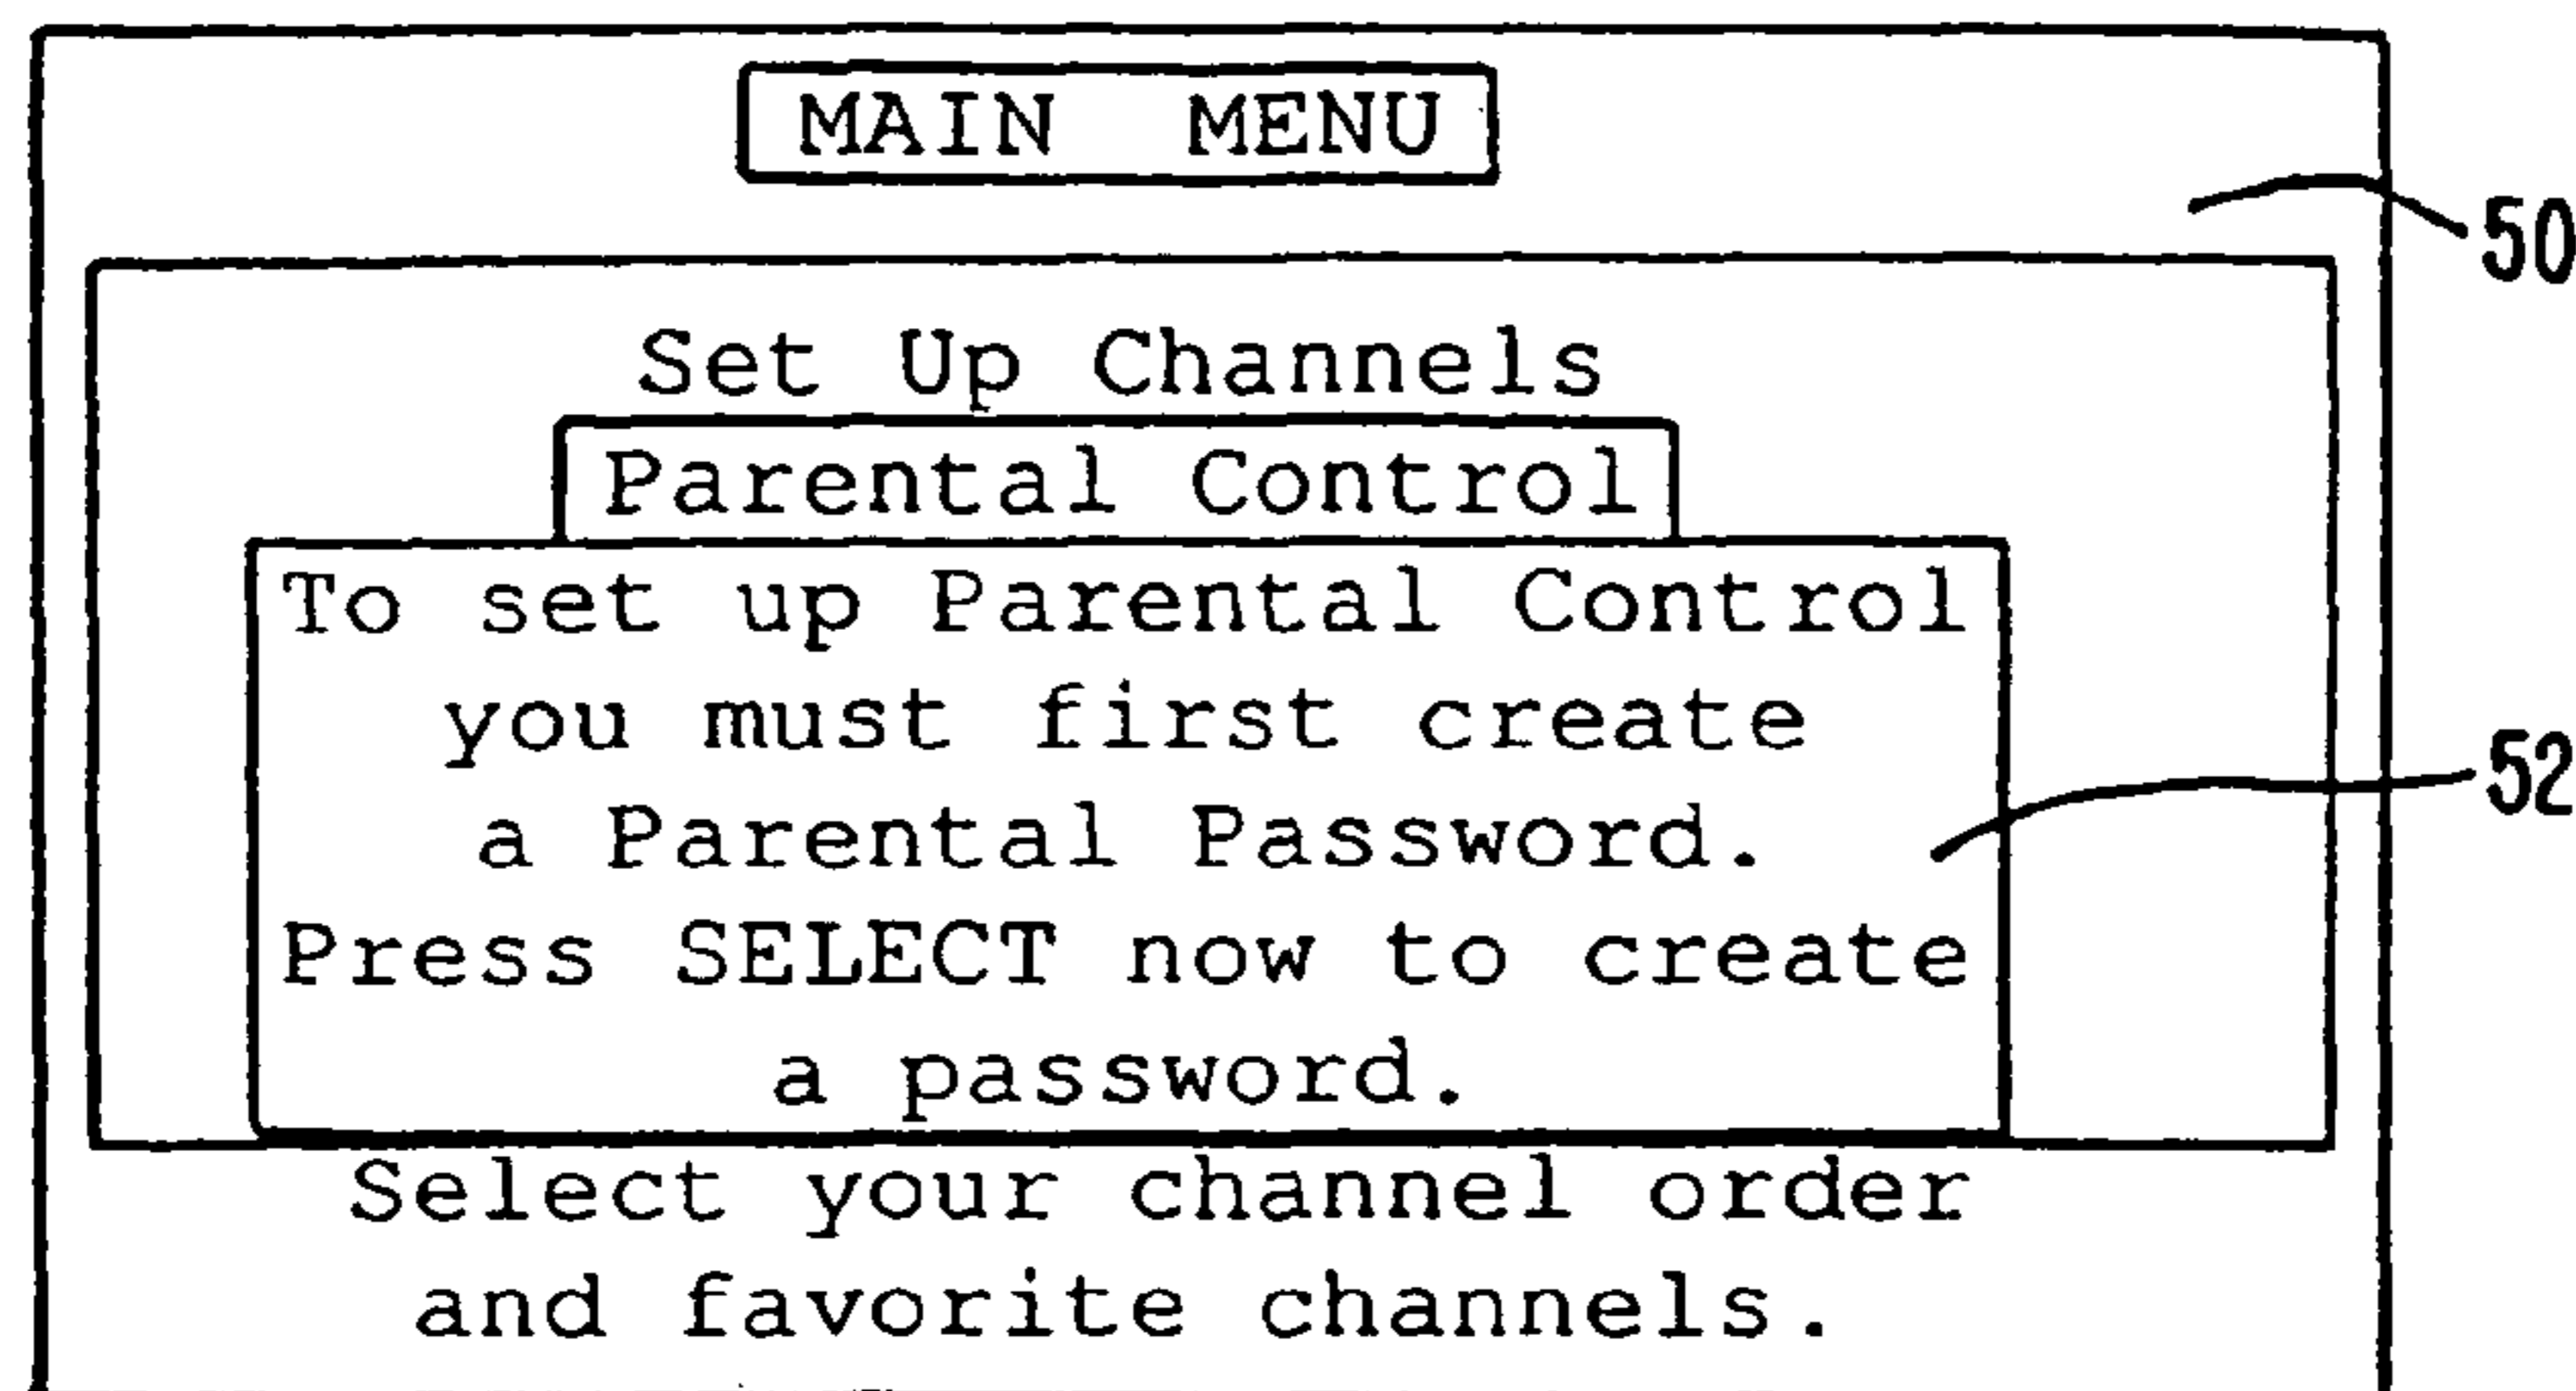 MAIN MENU
50
Set Up Channels
Parental Control
To set up Parental Control
you must first create
a Parental Password.
52
Press SELECT now to create
a password.
Select your channel order
and favorite channels.